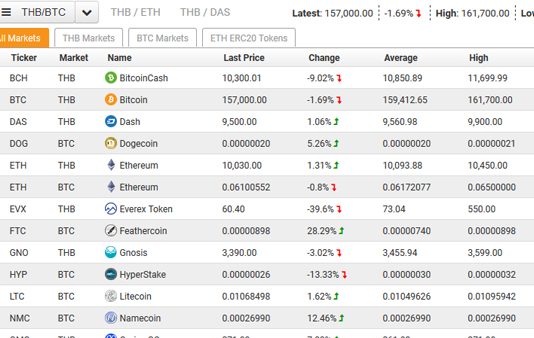 THB/BTC THB / ETH THB / DAS Latest: 157,000.00 -1.69% High: 161,700.00
All Markets THB Markets BTC Markets ETH ERC20 Tokens
Ticker Market Name Last Price Change Average High
BCH THB BitcoinCash 10,300.01 -9.02% 10,850.89 11,699.99
BTC THB Bitcoin 157,000.00 -1.69% 159,412.65 161,700.00
DAS THB Dash 9,500.00 1.06% 9,560.98 9,900.00
DOG BTC Dogecoin 0.00000020 5.26% 0.00000020 0.00000021
ETH THB Ethereum 10,030.00 1.31% 10,093.88 10,450.00
ETH BTC Ethereum 0.06100552 -0.8% 0.06172077 0.06500000
EVX THB Everex Token 60.40 -39.6% 73.04 550.00
FTC BTC Feathercoin 0.00000898 28.29% 0.00000740 0.00000898
GNO THB Gnosis 3,390.00 -3.02% 3,455.94 3,599.00
HYP BTC HyperStake 0.00000026 -13.33% 0.00000030 0.00000032
LTC BTC Litecoin 0.01068498 1.62% 0.01049626 0.01095942
NMC BTC Namecoin 0.00026990 12.46% 0.00026990 0.00026990